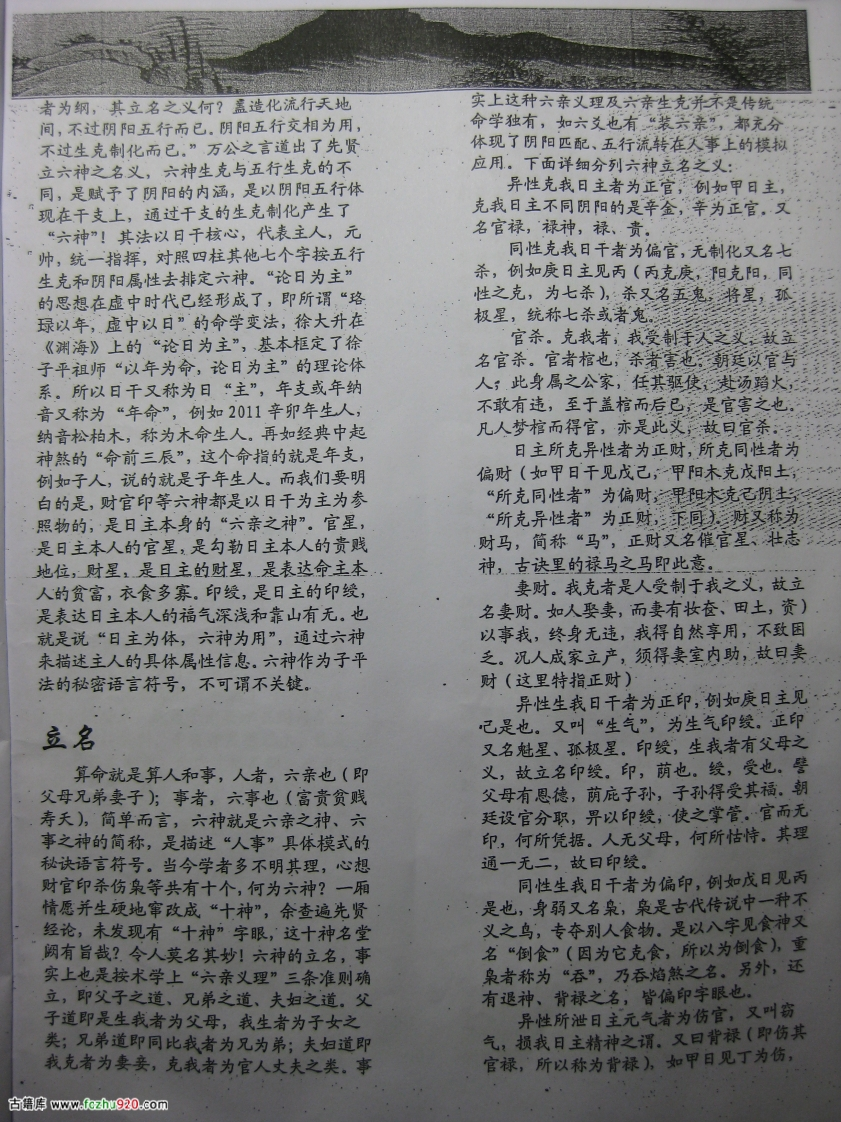 者为纲，其立名之义何？盖造化流行天地
间，不过阴阳五行而已。阴阳五行交相为用，
不过生克制化而已。”万公之言道出了先贤
立六神之名义，六神生克与五行生克的不
同，是赋予了阴阳的内涵，是以阴阳五行体
现在干支上，通过干支的生克制化产生了
“六神”！其法以日干核心，代表主人，元
帅，统一指挥，对照四柱其他七个字按五行
生克和阴阳属性去排定六神。“论日为主”
的思想在虚中时代已经形成了，即所谓“珞
琭以年，虚中以日”的命学变法，徐大升在
《渊海》上的“论日为主”，基本框定了徐
子平祖师“以年为命，论日为主”的理论体
系。所以日干又称为日“主”，年支或年纳
音又称为“年命”，例如2011辛卯年生人，
纳音松柏木，称为木命生人。再如经典中起
神煞的“命前三辰”，这个命指的就是年支，
例如子人，说的就是子年生人。而我们要明
白的是，财官印等六神都是以日干为主为参
照物的，是日主本身的“六亲之神”。官星，
是日主本人的官星，是勾勒日主本人的贵贱
地位，财星，是日主的财星，是表达命主本
人的贫富，衣食多寡。印绶，是日主的印绶，
是表达日主本人的福气深浅和靠山有无。也
就是说“日主为体，六神为用”，通过六神
来描述主人的具体属性信息。六神作为子平
法的秘密语言符号，不可谓不关键。
立名
算命就是算人和事，人者，六亲也（即
父母兄弟妻子）；事者，六事也（富贵贫贱
寿夭），简单而言，六神就是六亲之神、六
事之神的简称，是描述“人事”具体模式的
秘诀语言符号。当今学者多不明其理，心想
财官印杀伤枭等共有十个，何为六神？一厢
情愿并生硬地窜改成“十神”，余查遍先贤
经论，未发现有“十神”字眼，这十神名堂
阙有旨哉？令人莫名其妙！六神的立名，事
实上也是按术学上“六亲义理”三条准则确
立，即父子之道、兄弟之道、夫妇之道。父
子道即是生我者为父母，我生者为子女之
类；兄弟道即同比我者为兄为弟；夫妇道即
我克者为妻妾，克我者为官人丈夫之类。事
实上这种六亲义理及六亲生克并不是传统
命学独有，如六爻也有“装六亲”，都充分
体现了阴阳匹配、五行流转在人事上的模拟
应用。下面详细分列六神立名之义：
异性克我日主者为正官，例如甲日主，
克我日主不同阴阳的是辛金，辛为正官。又
名官禄，禄神，禄、贵。
同性克我日干者为偏官，无制化又名七
杀，例如庚日主见丙（丙克庚，阳克阳，同
性之克，为七杀），杀又名五鬼，将星，孤
极星，统称七杀或者鬼。
官杀。克我者，我受制于人之义，故立
名官杀。官者棺也，杀者害也。朝廷以官与
人，此身属之公家，任其驱使，赴汤蹈火，
不敢有违，至于盖棺而后已，是官害之也。
凡人梦棺而得官，亦是此义，故曰官杀。
日主所克异性者为正财，所克同性者为
偏财（如甲日干见戊己，甲阳木克戊阳土，
“所克同性者”为偏财，甲阳木克己阴土，
“所克异性者”为正财，下同）。财又称为
财马，简称“马”，正财又名催官星、壮志
神，古诀里的禄马之马即此意。
妻财。我克者是人受制于我之义，故立
名妻财。如人娶妻，而妻有妆奁、田土，资）
以事我，终身无违，我得自然享用，不致困
乏。况人成家立产，须得妻室内助，故曰妻
财（这里特指正财）
异性生我日干者为正印，例如庚日主见
己是也。又叫“生气”，为生气印绶。正印
又名魁星、孤极星。印绶，生我者有父母之
义，故立名印绶。印，荫也。绶，受也。譬
父母有恩德，荫庇子孙，子孙得受其福。朝
廷设官分职，畀以印绶，使之掌管。官而无
印，何所凭据。人无父母，何所怙恃。其理
通一无二，故曰印绶。
同性生我日干者为偏印，例如戊日见丙
是也，身弱又名枭，枭是古代传说中一种不
义之鸟，专夺别人食物。是以八字见食神又
名“倒食”（因为它克食，所以为倒食），重
枭者称为“吞”，乃吞焰煞之名。另外，还
有退神、背禄之名，皆偏印字眼也。
异性所泄日主元气者为伤官，又叫窃
气，损我日主精神之谓。又曰背禄（即伤其
官禄，所以称为背禄），如甲日见丁为伤，
古籍库 www.fczhu920.com